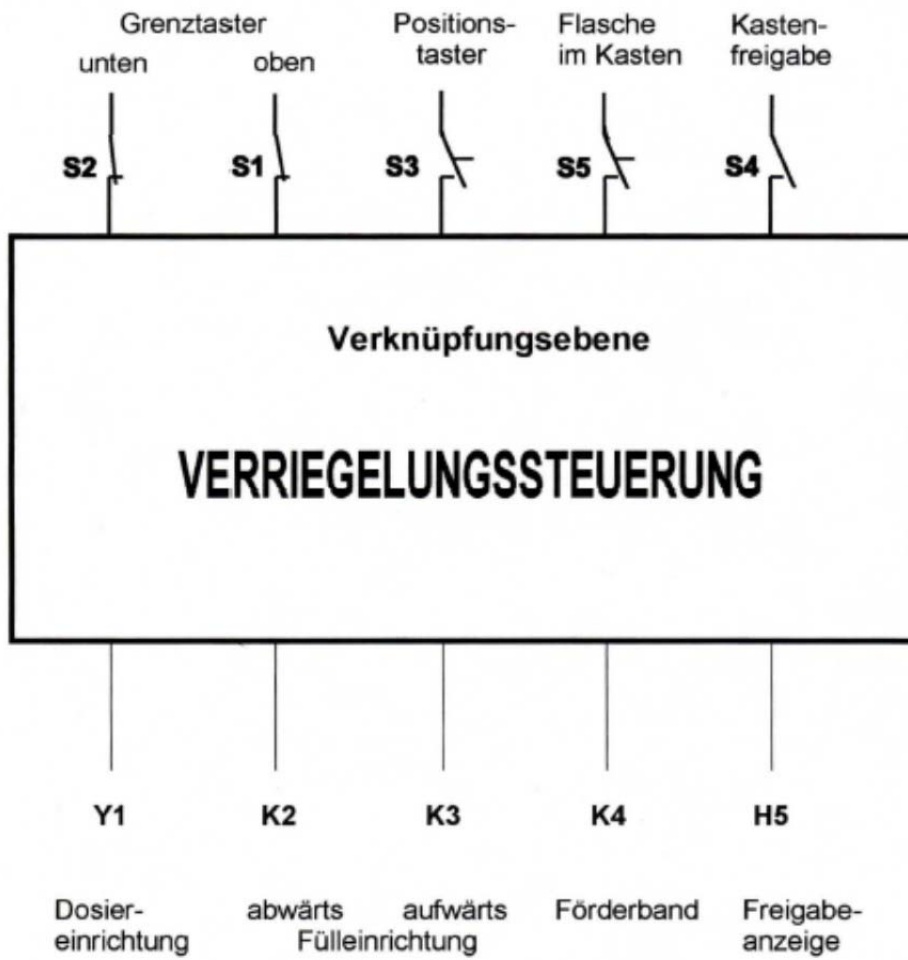 Grenztaster
unten oben
Positions-
taster
Flasche
im Kasten
Kasten-
freigabe
S2 S1 S3 S5 S4
Verknüpfungsebene
VERRIEGELUNGSSTEUERUNG
Y1 K2 K3 K4 H5
Dosier-
einrichtung
abwärts aufwärts
Fülleinrichtung
Förderband
Freigabe-
anzeige